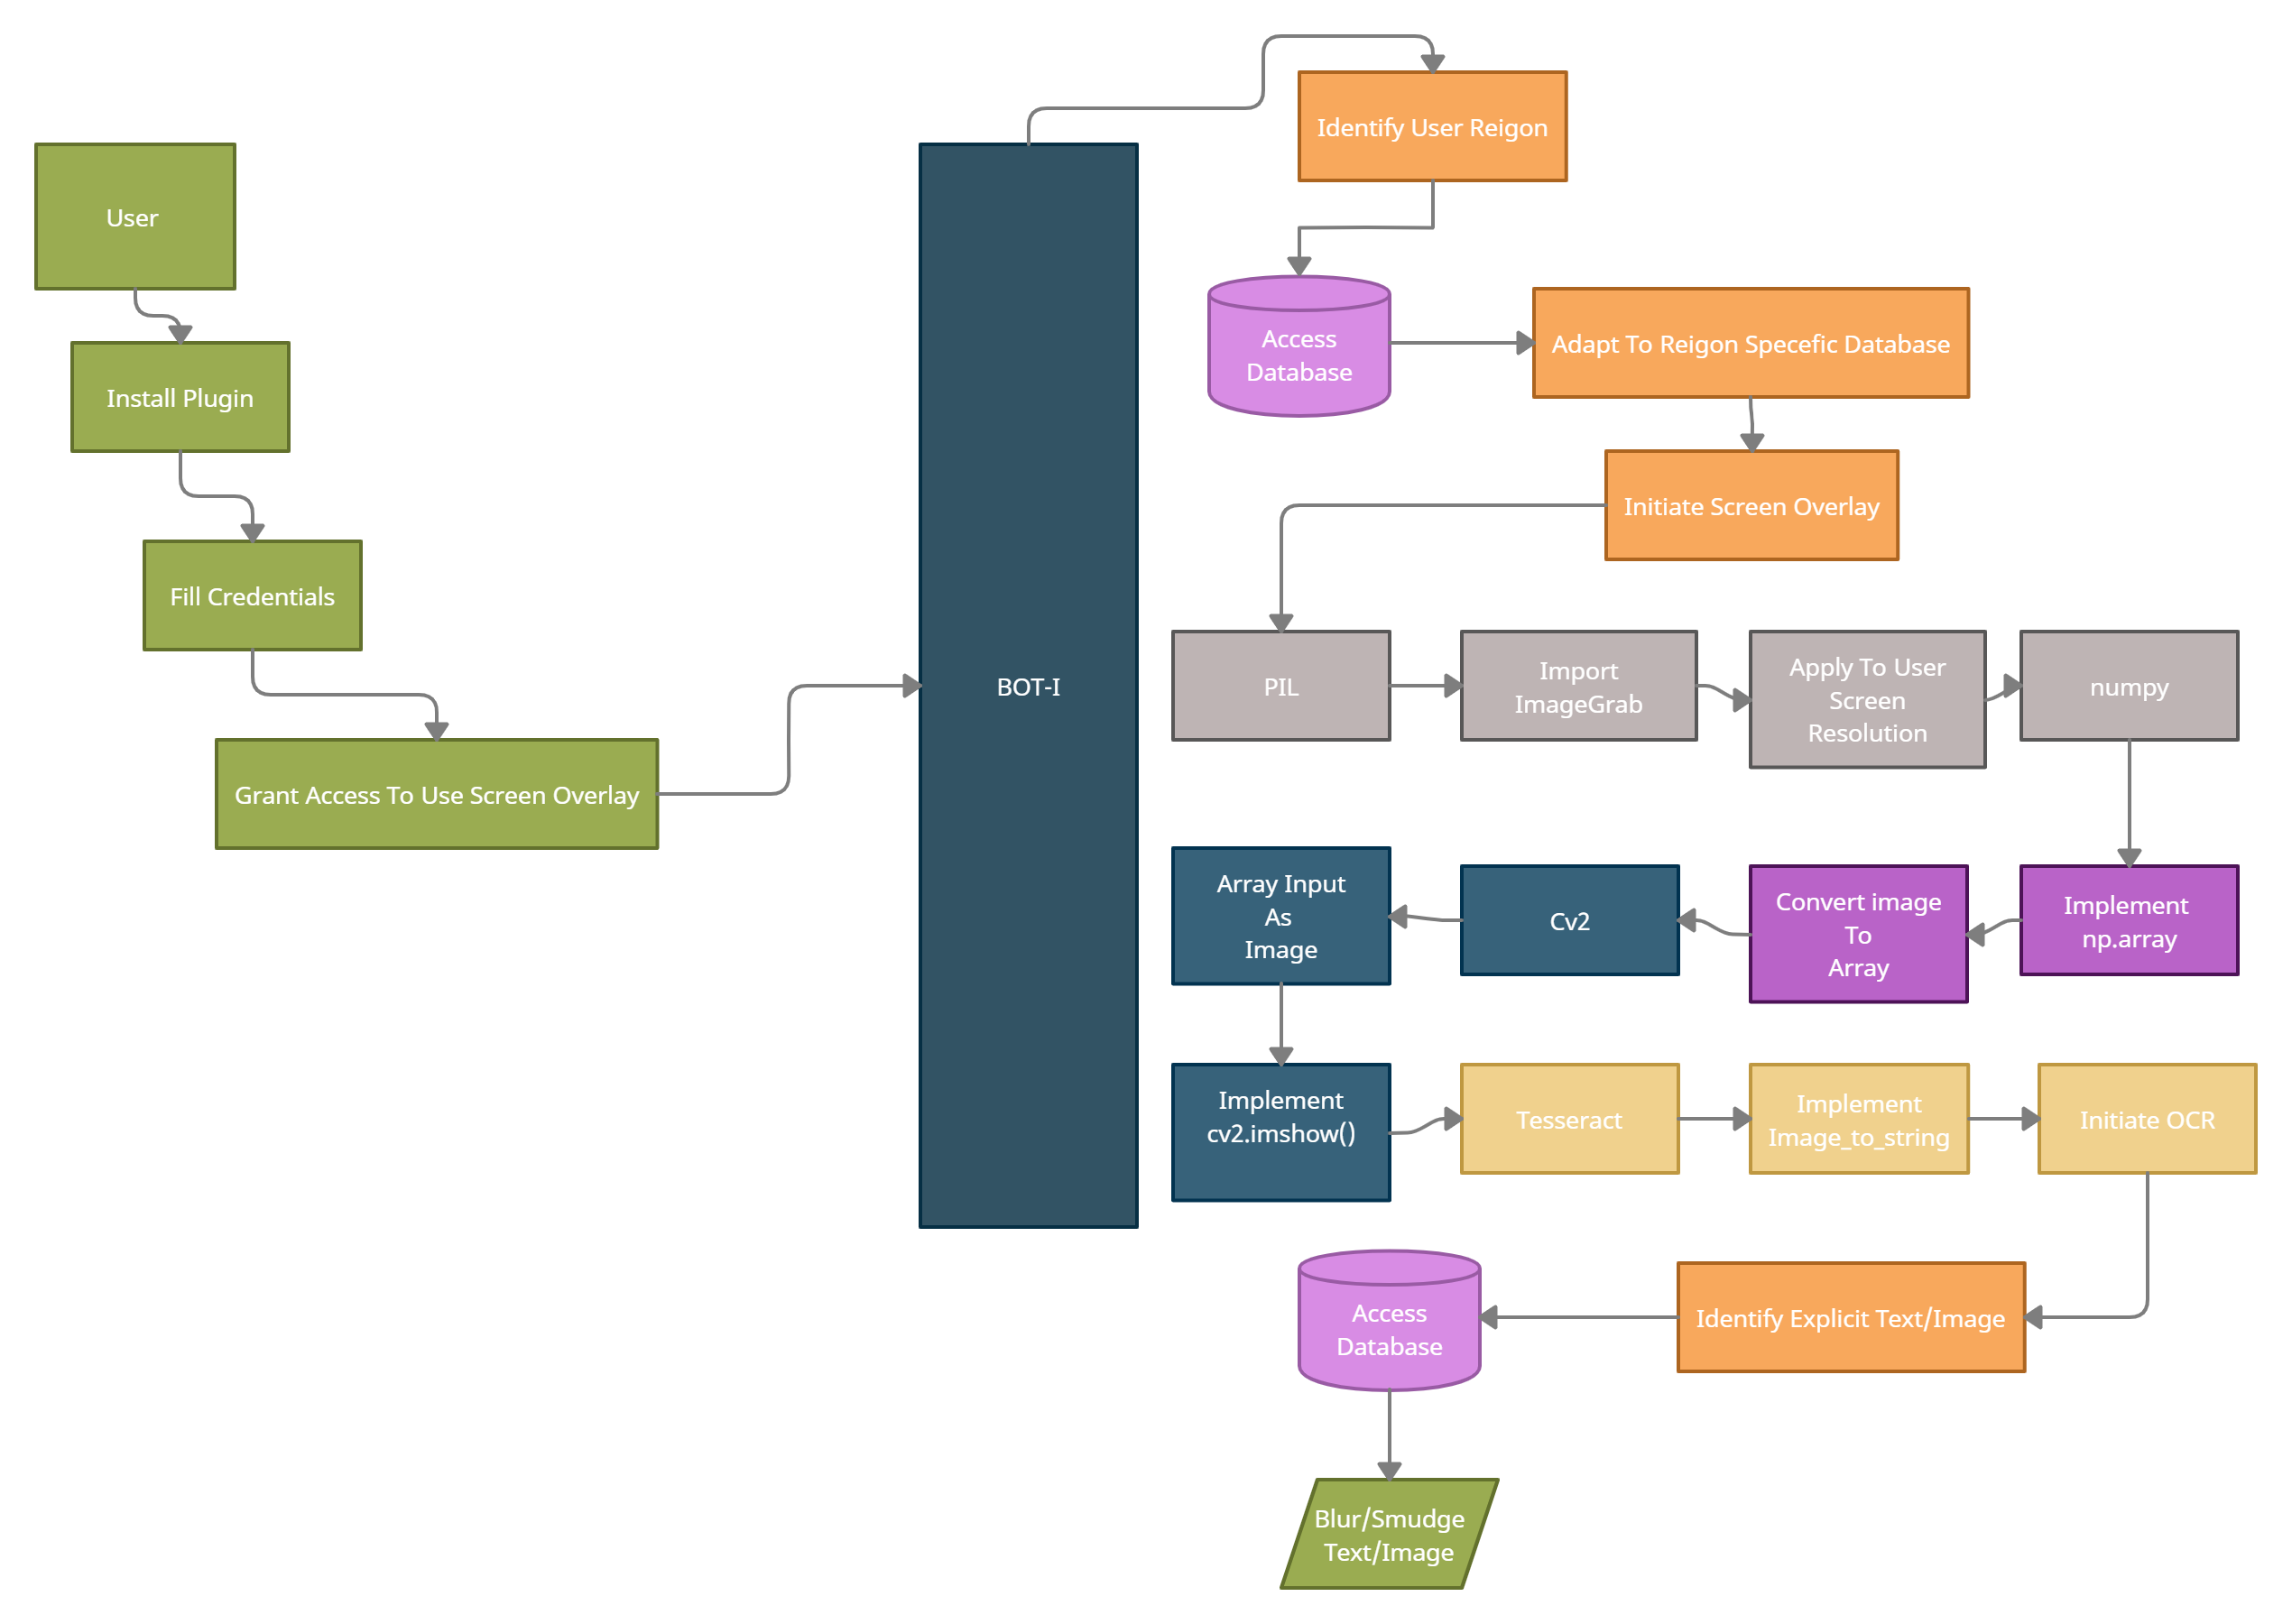 User
Install Plugin
Fill Credentials
Grant Access To Use Screen Overlay
BOT-I
Identify User Reigon
Access
Database
Adapt To Reigon Specefic Database
Initiate Screen Overlay
PIL
Import
ImageGrab
Apply To User
Screen
Resolution
numpy
Implement
np.array
Convert image
To
Array
Cv2
Array Input
As
Image
Implement
cv2.imshow()
Tesseract
Implement
Image_to_string
Initiate OCR
Identify Explicit Text/Image
Access
Database
Blur/Smudge
Text/Image